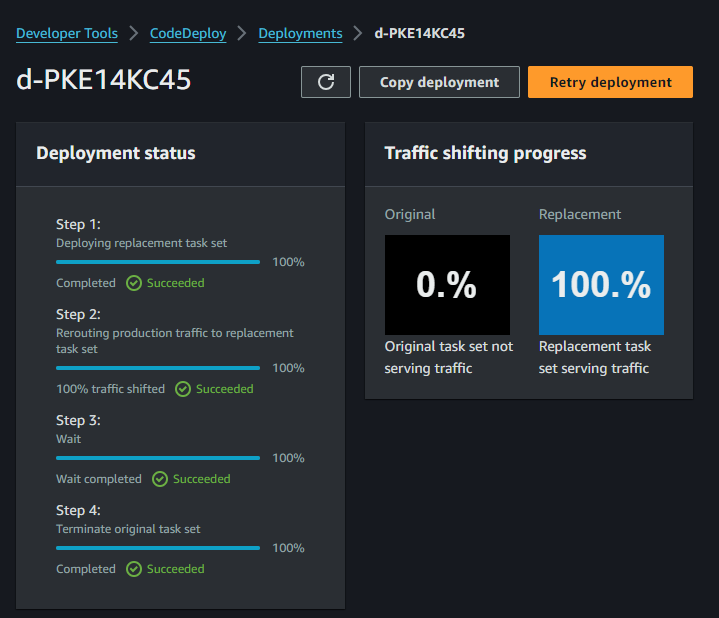 Developer Tools > CodeDeploy > Deployments > d-PKE14KC45
d-PKE14KC45
Copy deployment
Retry deployment
Deployment status
Step 1:
Deploying replacement task set
100%
Completed Succeeded
Step 2:
Rerouting production traffic to replacement
task set
100%
100% traffic shifted Succeeded
Step 3:
Wait
100%
Wait completed Succeeded
Step 4:
Terminate original task set
100%
Completed Succeeded
Traffic shifting progress
Original
0.%
Original task set not
serving traffic
Replacement
100.%
Replacement task
set serving traffic